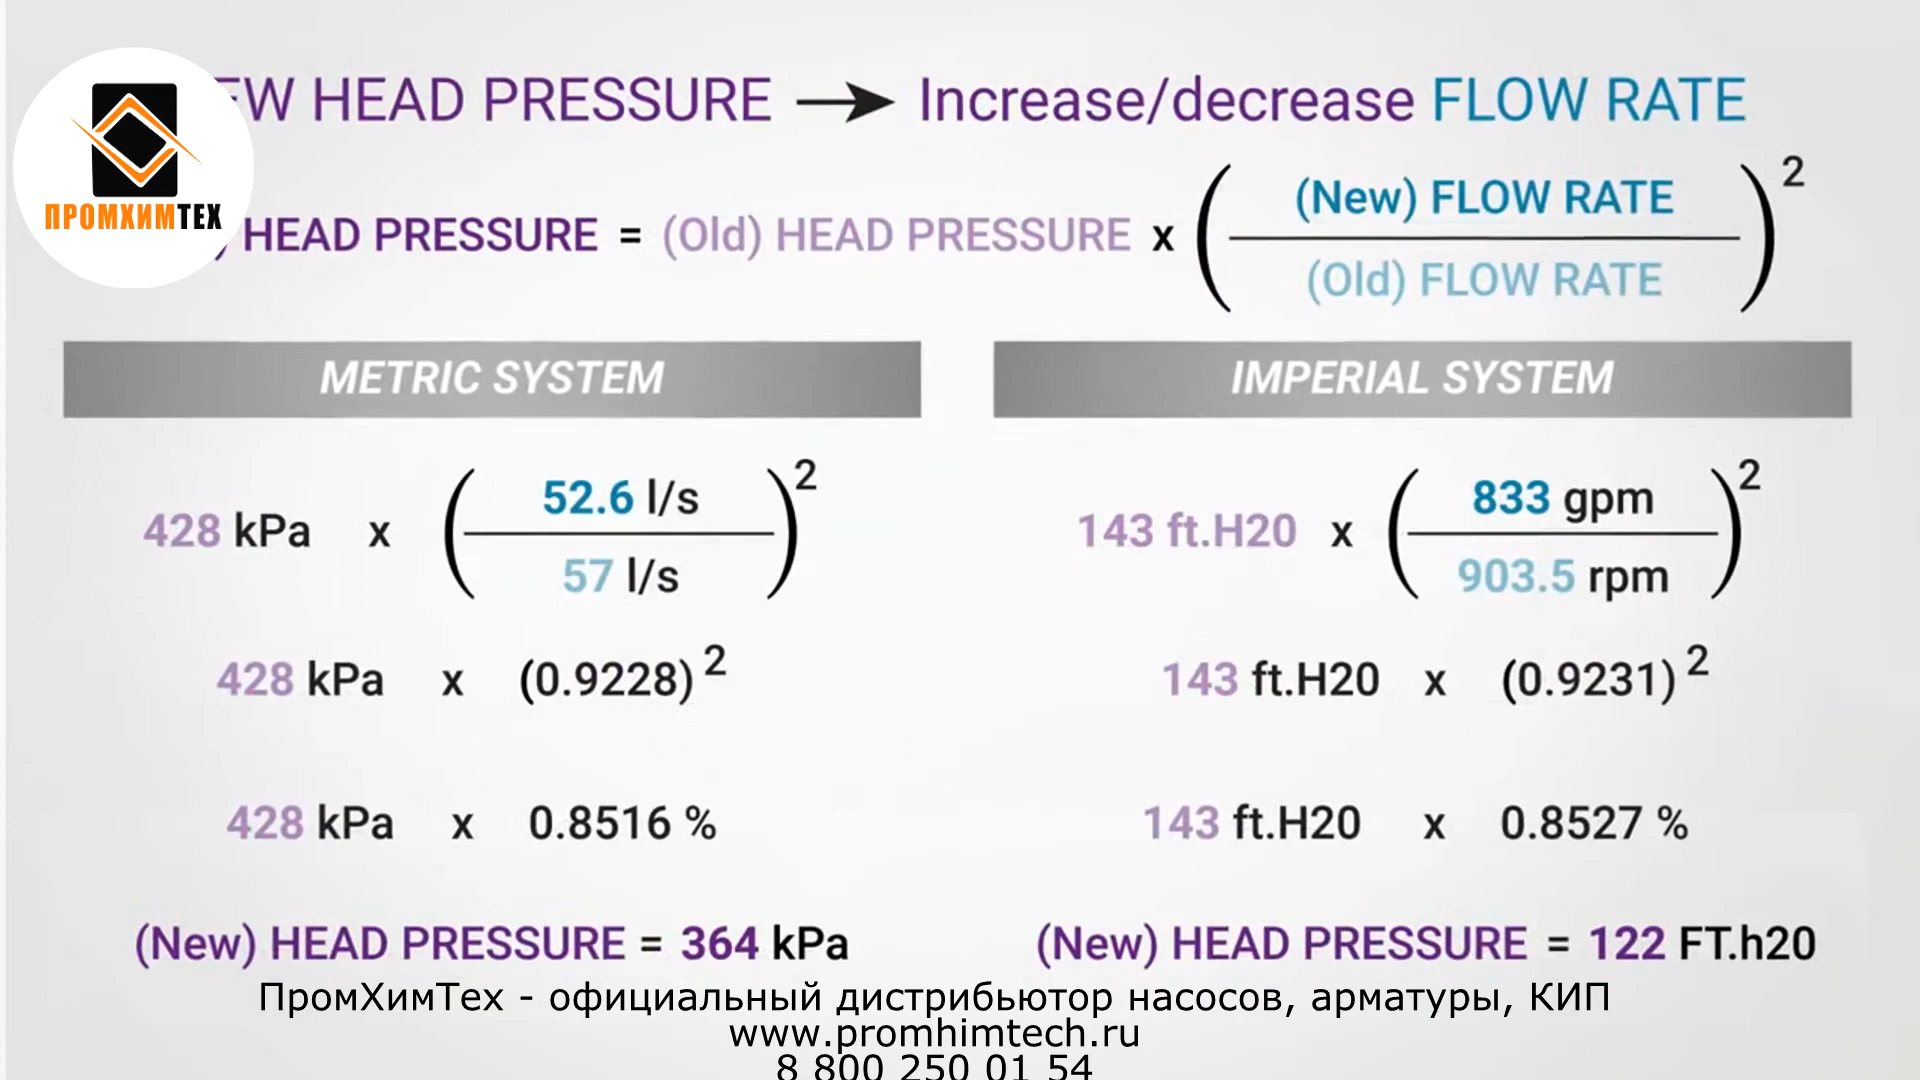 EW HEAD PRESSURE → Increase/decrease FLOW RATE
ПРОМХИМТЕХ
) HEAD PRESSURE = (Old) HEAD PRESSURE x ( (New) FLOW RATE / (Old) FLOW RATE )²
METRIC SYSTEM
428 kPa x ( 52.6 l/s / 57 l/s )²
428 kPa x (0.9228)²
428 kPa x 0.8516 %
(New) HEAD PRESSURE = 364 kPa
IMPERIAL SYSTEM
143 ft.H20 x ( 833 gpm / 903.5 rpm )²
143 ft.H20 x (0.9231)²
143 ft.H20 x 0.8527 %
(New) HEAD PRESSURE = 122 FT.h20
ПромХимТех - официальный дистрибьютор насосов, арматуры, КИП
www.promhimtech.ru
8 800 250 01 54